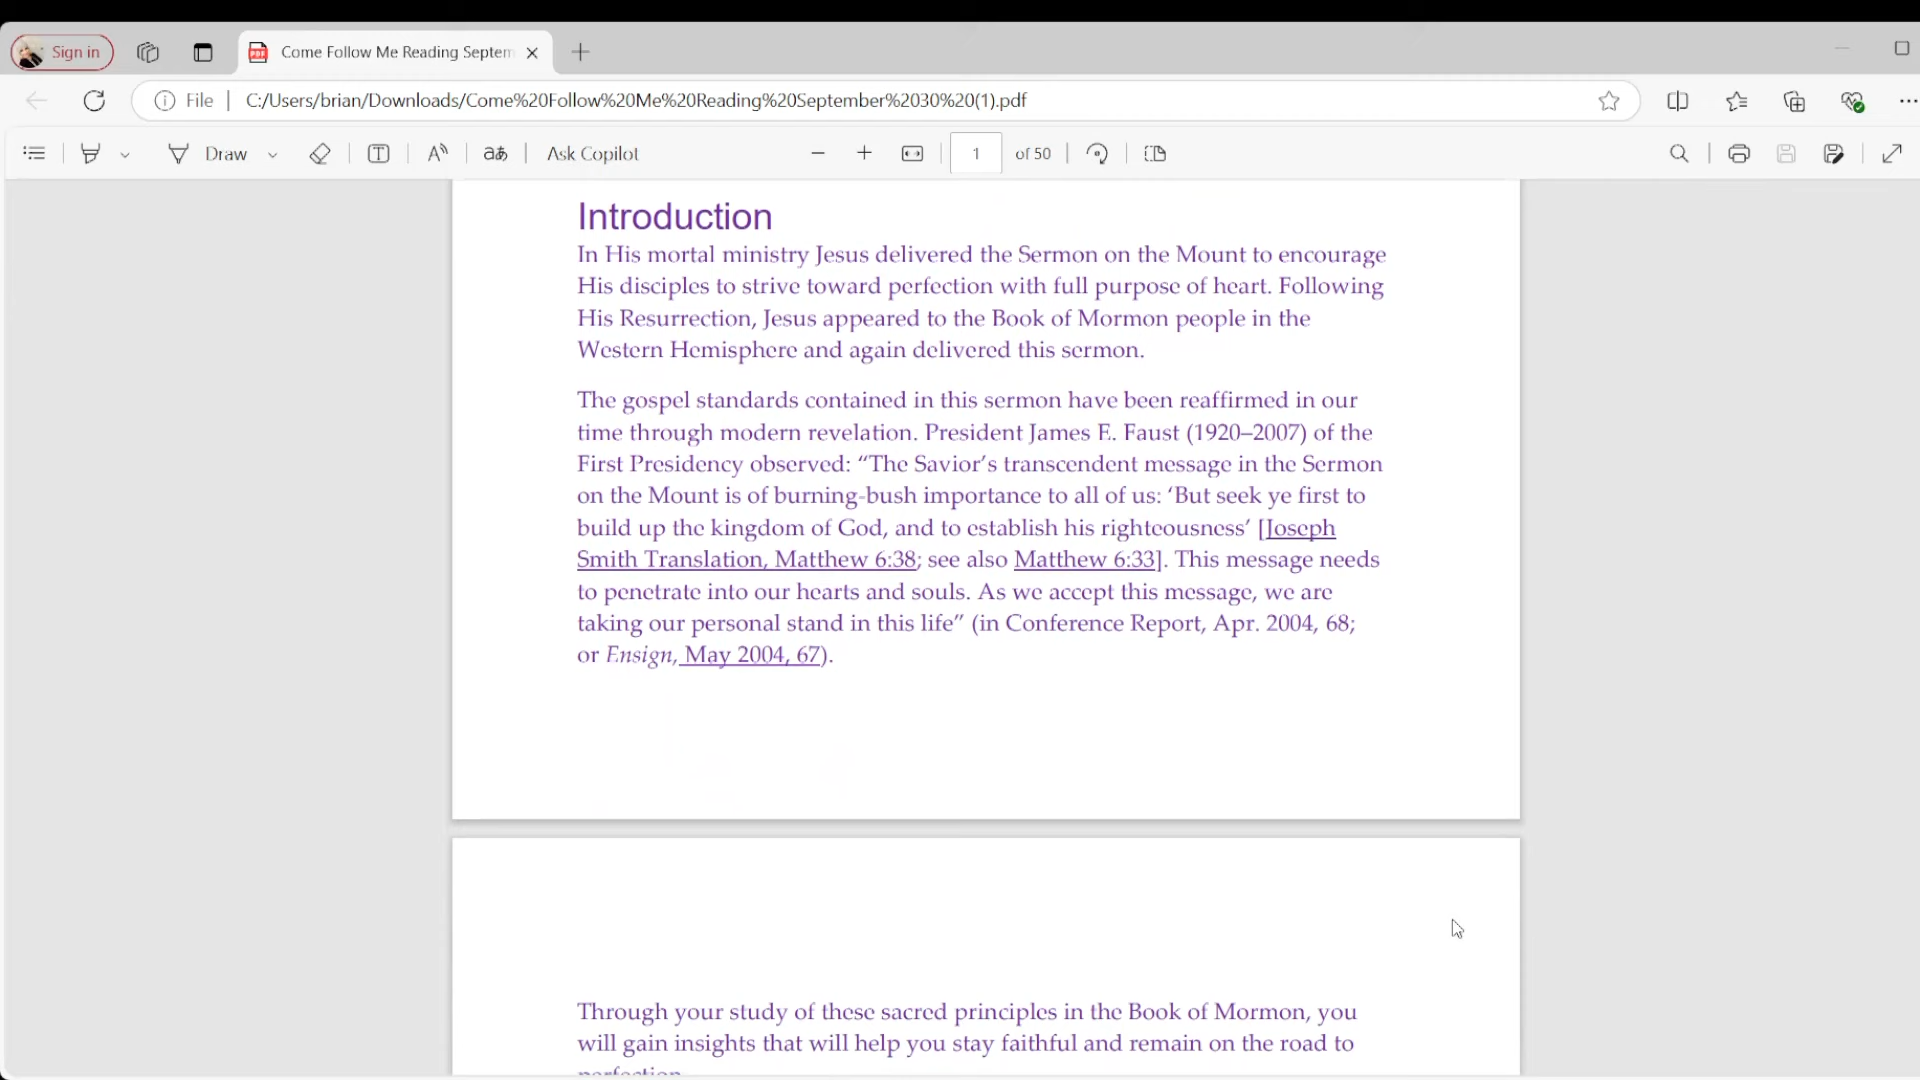 Sign in
Come Follow Me Reading Septem
File
C:/Users/brian/Downloads/Come%20Follow%20Me%20Reading%20September%2030%20(1).pdf
Draw
Ask Copilot
1
of 50
Introduction
In His mortal ministry Jesus delivered the Sermon on the Mount to encourage
His disciples to strive toward perfection with full purpose of heart. Following
His Resurrection, Jesus appeared to the Book of Mormon people in the
Western Hemisphere and again delivered this sermon.
The gospel standards contained in this sermon have been reaffirmed in our
time through modern revelation. President James E. Faust (1920–2007) of the
First Presidency observed: “The Savior’s transcendent message in the Sermon
on the Mount is of burning-bush importance to all of us: ‘But seek ye first to
build up the kingdom of God, and to establish his righteousness’ [Joseph
Smith Translation, Matthew 6:38; see also Matthew 6:33]. This message needs
to penetrate into our hearts and souls. As we accept this message, we are
taking our personal stand in this life” (in Conference Report, Apr. 2004, 68;
or Ensign, May 2004, 67).
Through your study of these sacred principles in the Book of Mormon, you
will gain insights that will help you stay faithful and remain on the road to
perfection